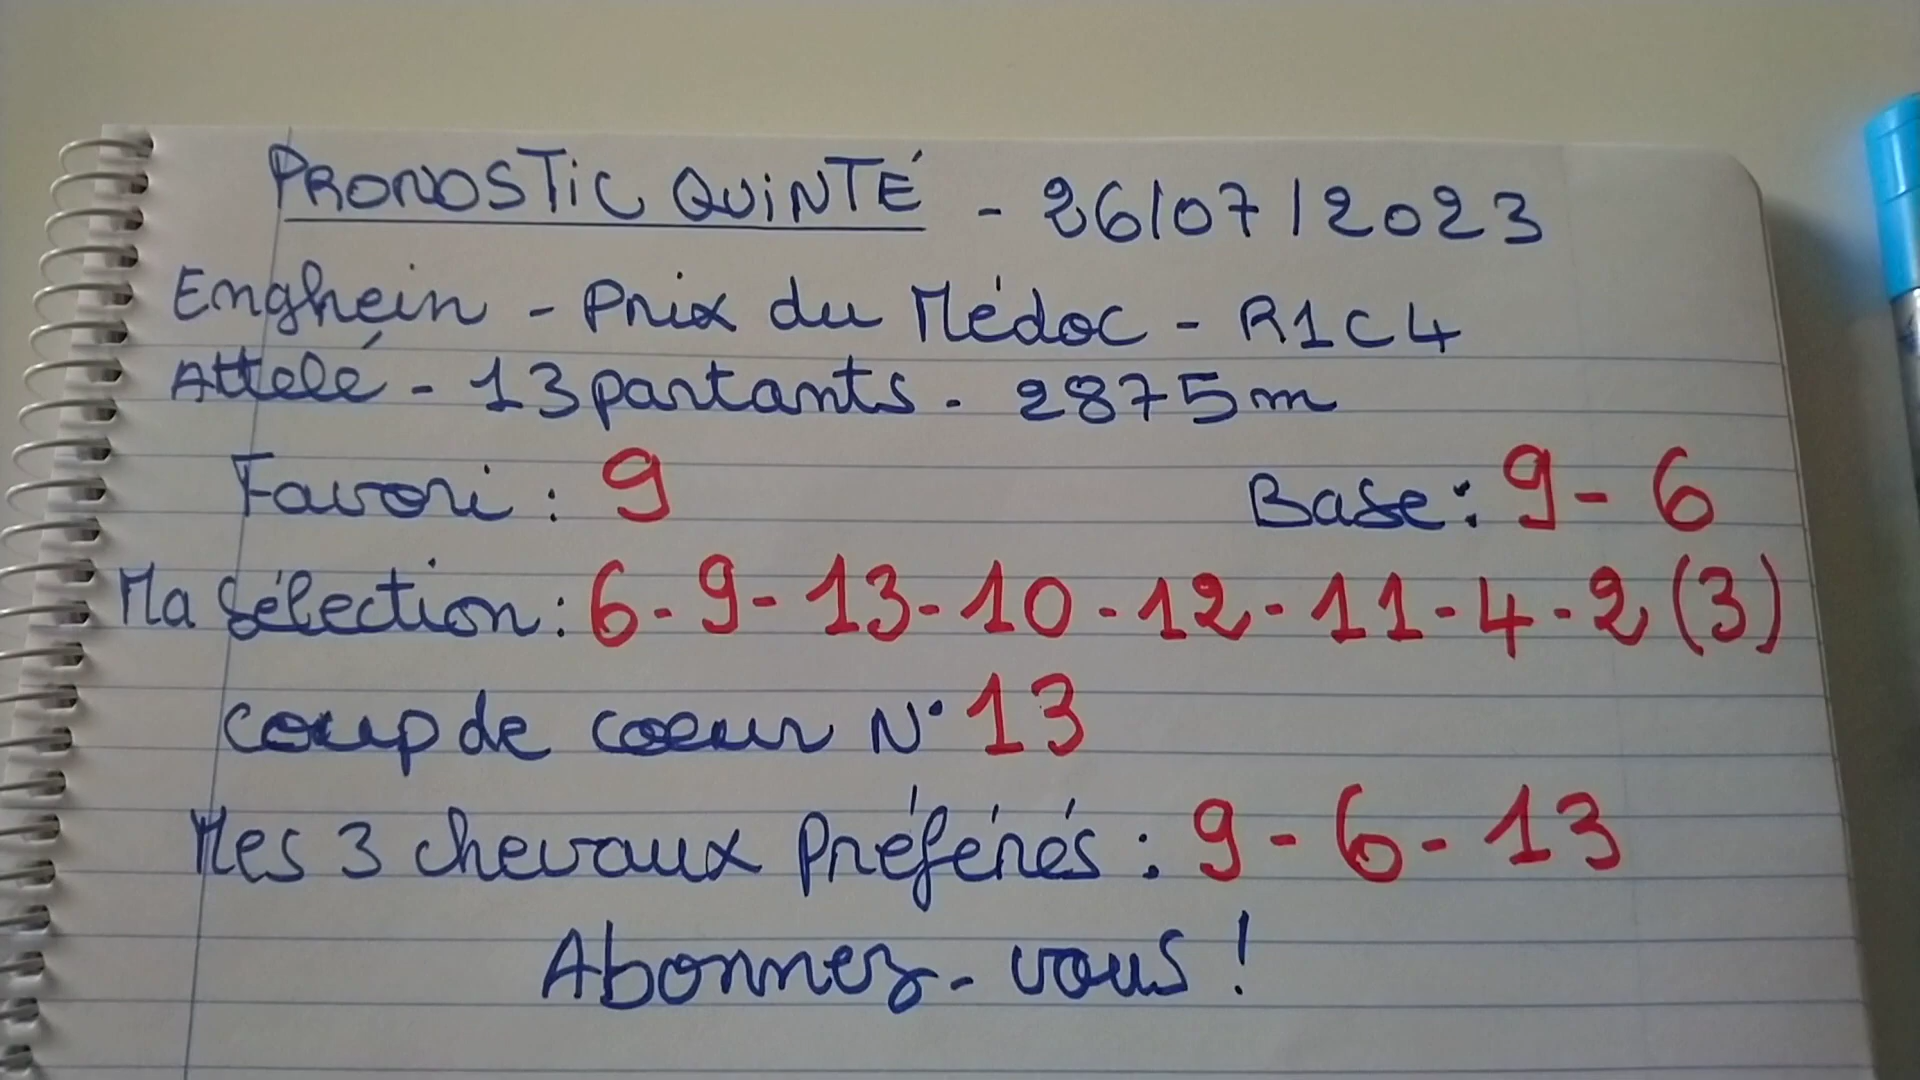 PRONOSTIC QUINTÉ - 26/07/2023
Enghein - Prix du Médoc - R1C4
Attelé - 13 partants - 2875m
Favori : 9 Base : 9 - 6
Ma sélection : 6 - 9 - 13 - 10 - 12 - 11 - 4 - 2 (3)
coup de coeur N° 13
Mes 3 chevaux Préférés : 9 - 6 - 13
Abonnez-vous !